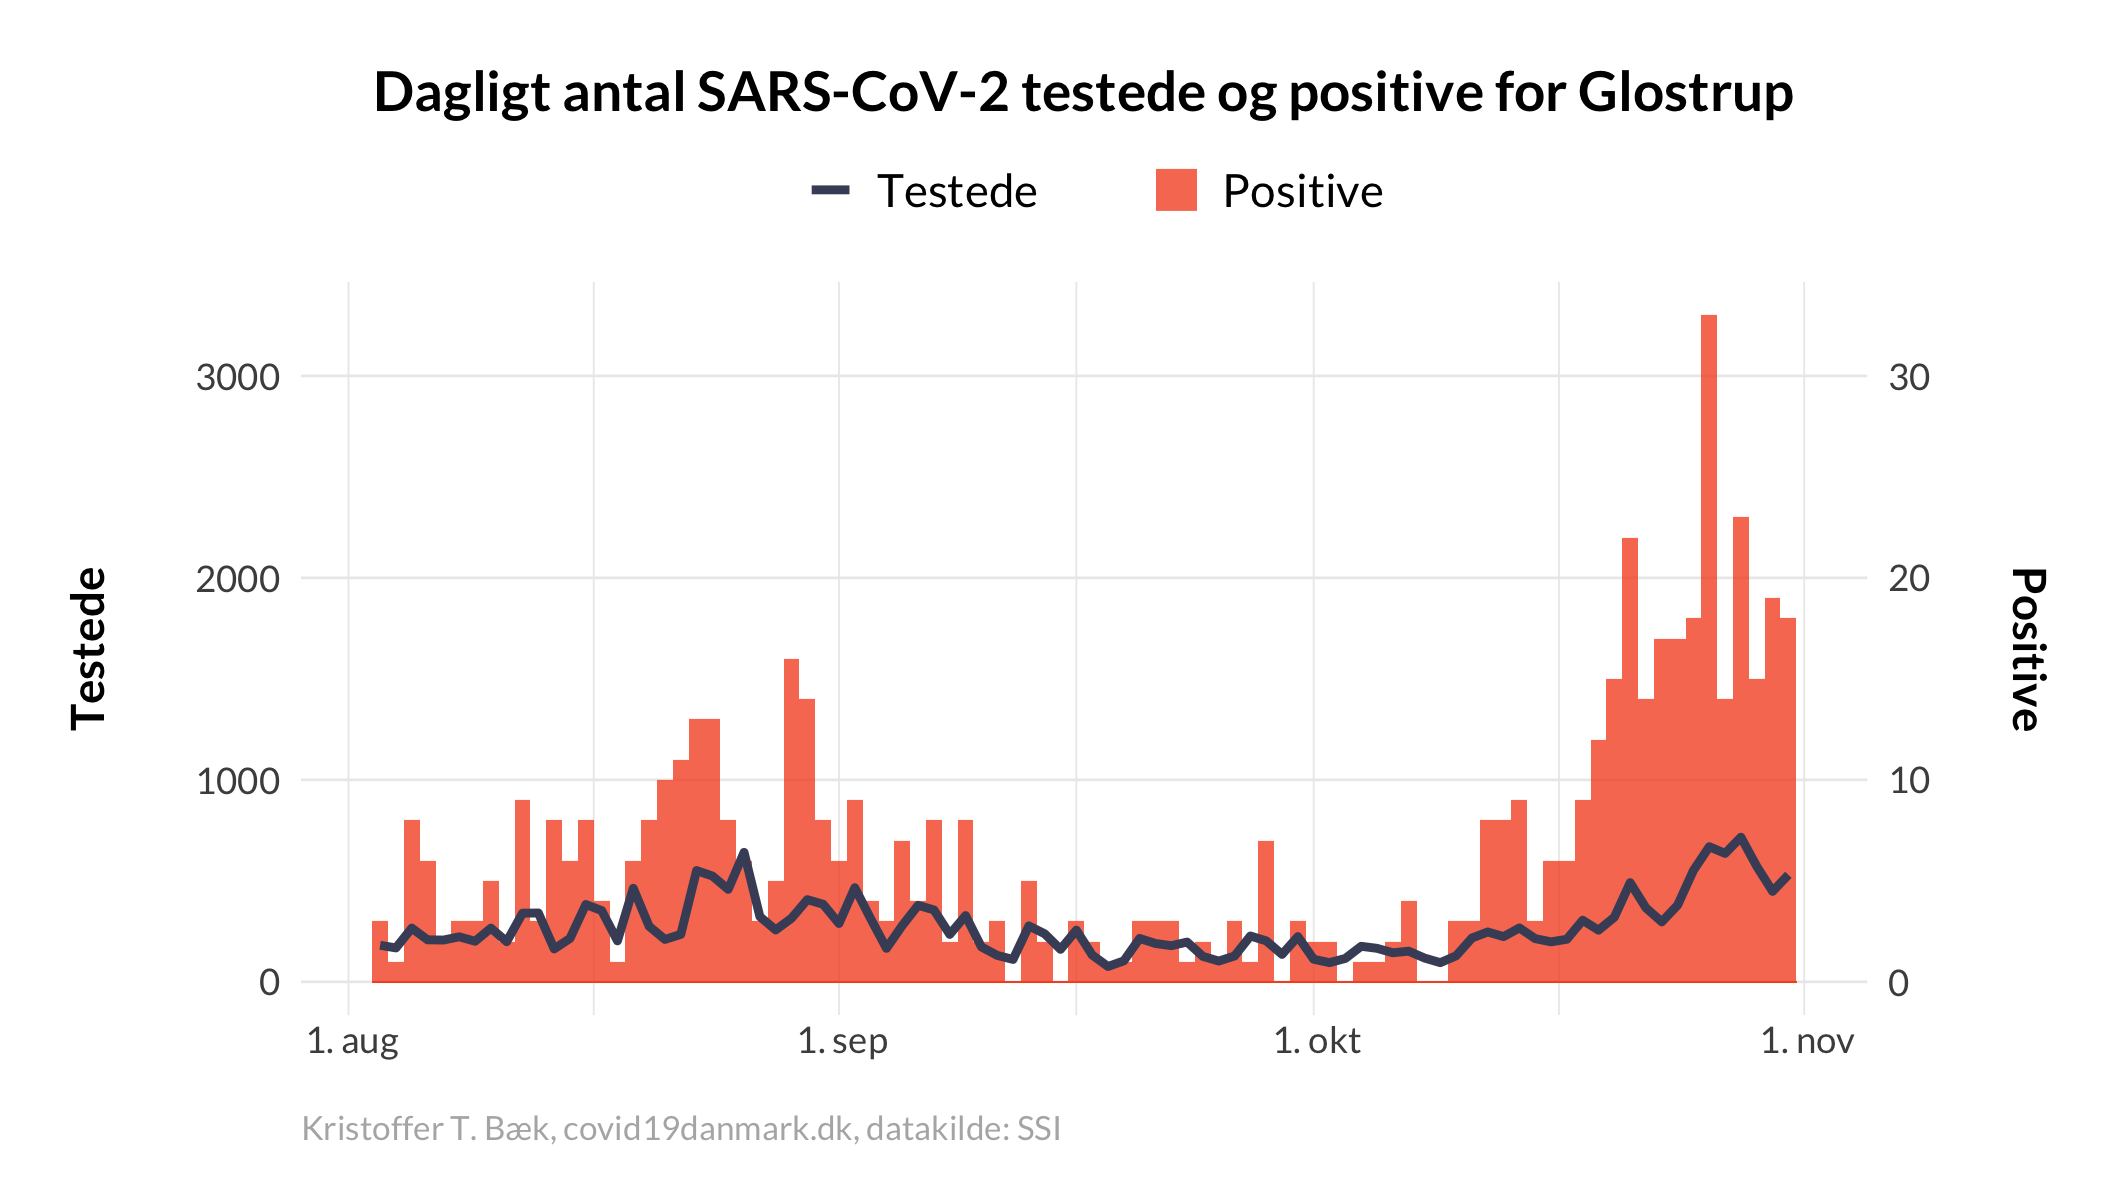 Dagligt antal SARS-CoV-2 testede og positive for Glostrup
Testede Positive
Testede
Positive
3000 30
2000 20
1000 10
0 0
1. aug 1. sep 1. okt 1. nov
Kristoffer T. Bæk, covid19danmark.dk, datakilde: SSI